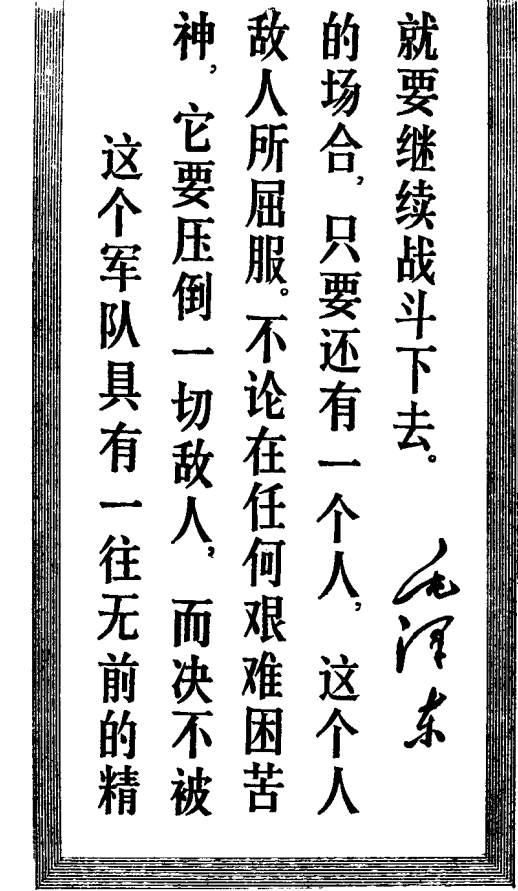 这个军队具有一往无前的精
神，它要压倒一切敌人，而决不被
敌人所屈服。不论在任何艰难困苦
的场合，只要还有一个人，这个人
就要继续战斗下去。
毛泽东